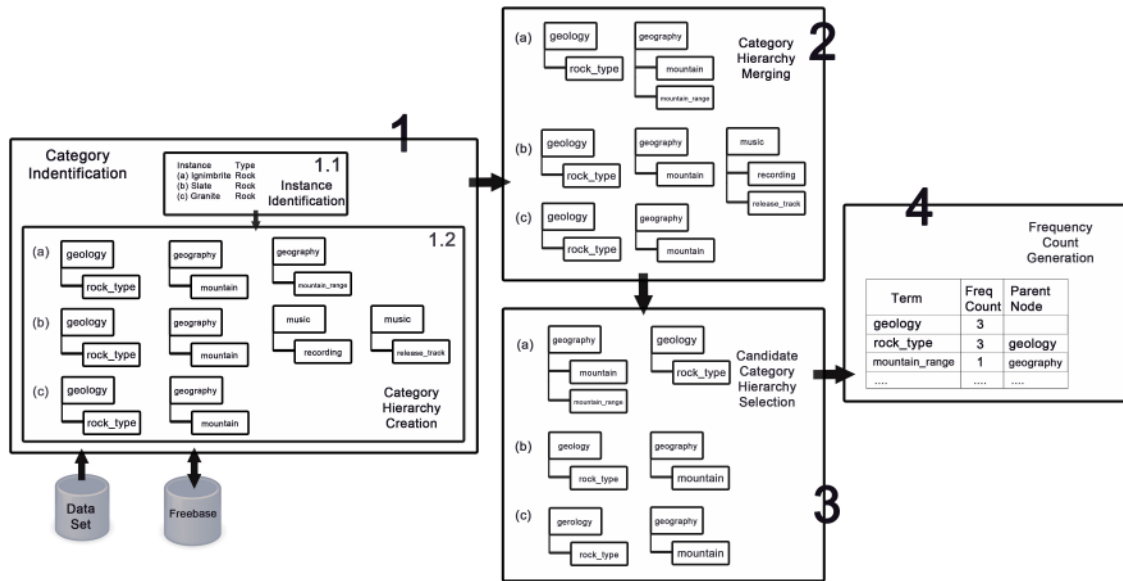 1
Category
Indentification
1.1
Instance Type
(a) Ignimbrite Rock
(b) Slate Rock
(c) Granite Rock
Instance
Identification
1.2
(a)
geology
rock_type
geography
mountain
geography
mountain_range
(b)
geology
rock_type
geography
mountain
music
recording
music
release_track
(c)
geology
rock_type
geography
mountain
Category
Hierarchy
Creation
Data
Set
Freebase
2
Category
Hierarchy
Merging
(a)
geology
rock_type
geography
mountain
mountain_range
(b)
geology
rock_type
geography
mountain
music
recording
release_track
(c)
geology
rock_type
geography
mountain
3
Candidate
Category
Hierarchy
Selection
(a)
geography
mountain
mountain_range
geology
rock_type
(b)
geology
rock_type
geography
mountain
(c)
gerology
rock_type
geography
mountain
4
Frequency
Count
Generation
Term Freq Count Parent Node
geology 3
rock_type 3 geology
mountain_range 1 geography
.... .... ....